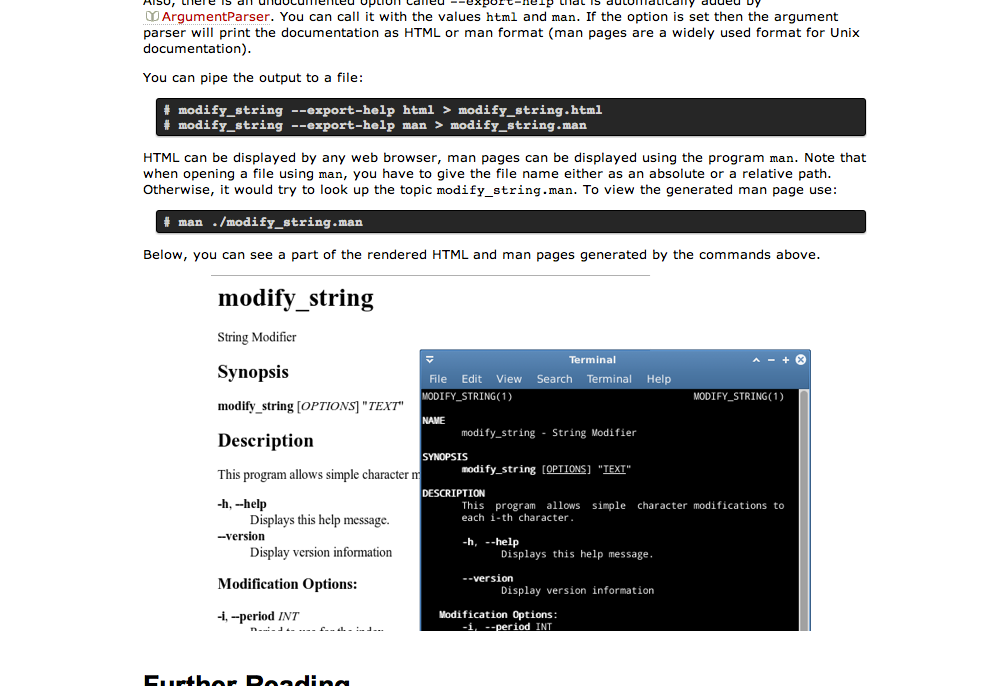 Also, there is an undocumented option called --export-help that is automatically added by
ArgumentParser. You can call it with the values html and man. If the option is set then the argument
parser will print the documentation as HTML or man format (man pages are a widely used format for Unix
documentation).
You can pipe the output to a file:
# modify_string --export-help html > modify_string.html
# modify_string --export-help man > modify_string.man
HTML can be displayed by any web browser, man pages can be displayed using the program man. Note that
when opening a file using man, you have to give the file name either as an absolute or a relative path.
Otherwise, it would try to look up the topic modify_string.man. To view the generated man page use:
# man ./modify_string.man
Below, you can see a part of the rendered HTML and man pages generated by the commands above.
modify_string
String Modifier
Synopsis
modify_string [OPTIONS] "TEXT"
Description
This program allows simple character m
-h, --help
Displays this help message.
--version
Display version information
Modification Options:
-i, --period INT
Period to use for the index
Terminal
File Edit View Search Terminal Help
MODIFY_STRING(1) MODIFY_STRING(1)
NAME
modify_string - String Modifier
SYNOPSIS
modify_string [OPTIONS] "TEXT"
DESCRIPTION
This program allows simple character modifications to
each i-th character.
-h, --help
Displays this help message.
--version
Display version information
Modification Options:
-i, --period INT
Further Reading